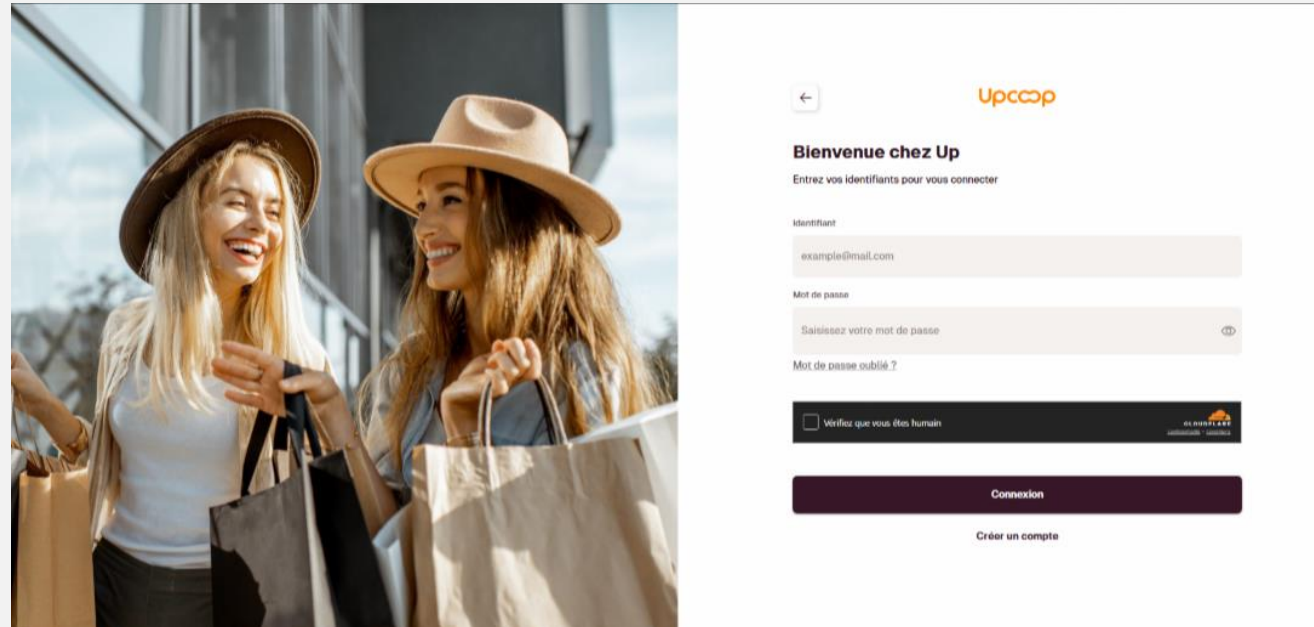 Upcoop
Bienvenue chez Up
Entrez vos identifiants pour vous connecter
Identifiant
example@mail.com
Mot de passe
Saisissez votre mot de passe
Mot de passe oublié ?
Vérifiez que vous êtes humain
CLOUDFLARE
Connexion
Créer un compte